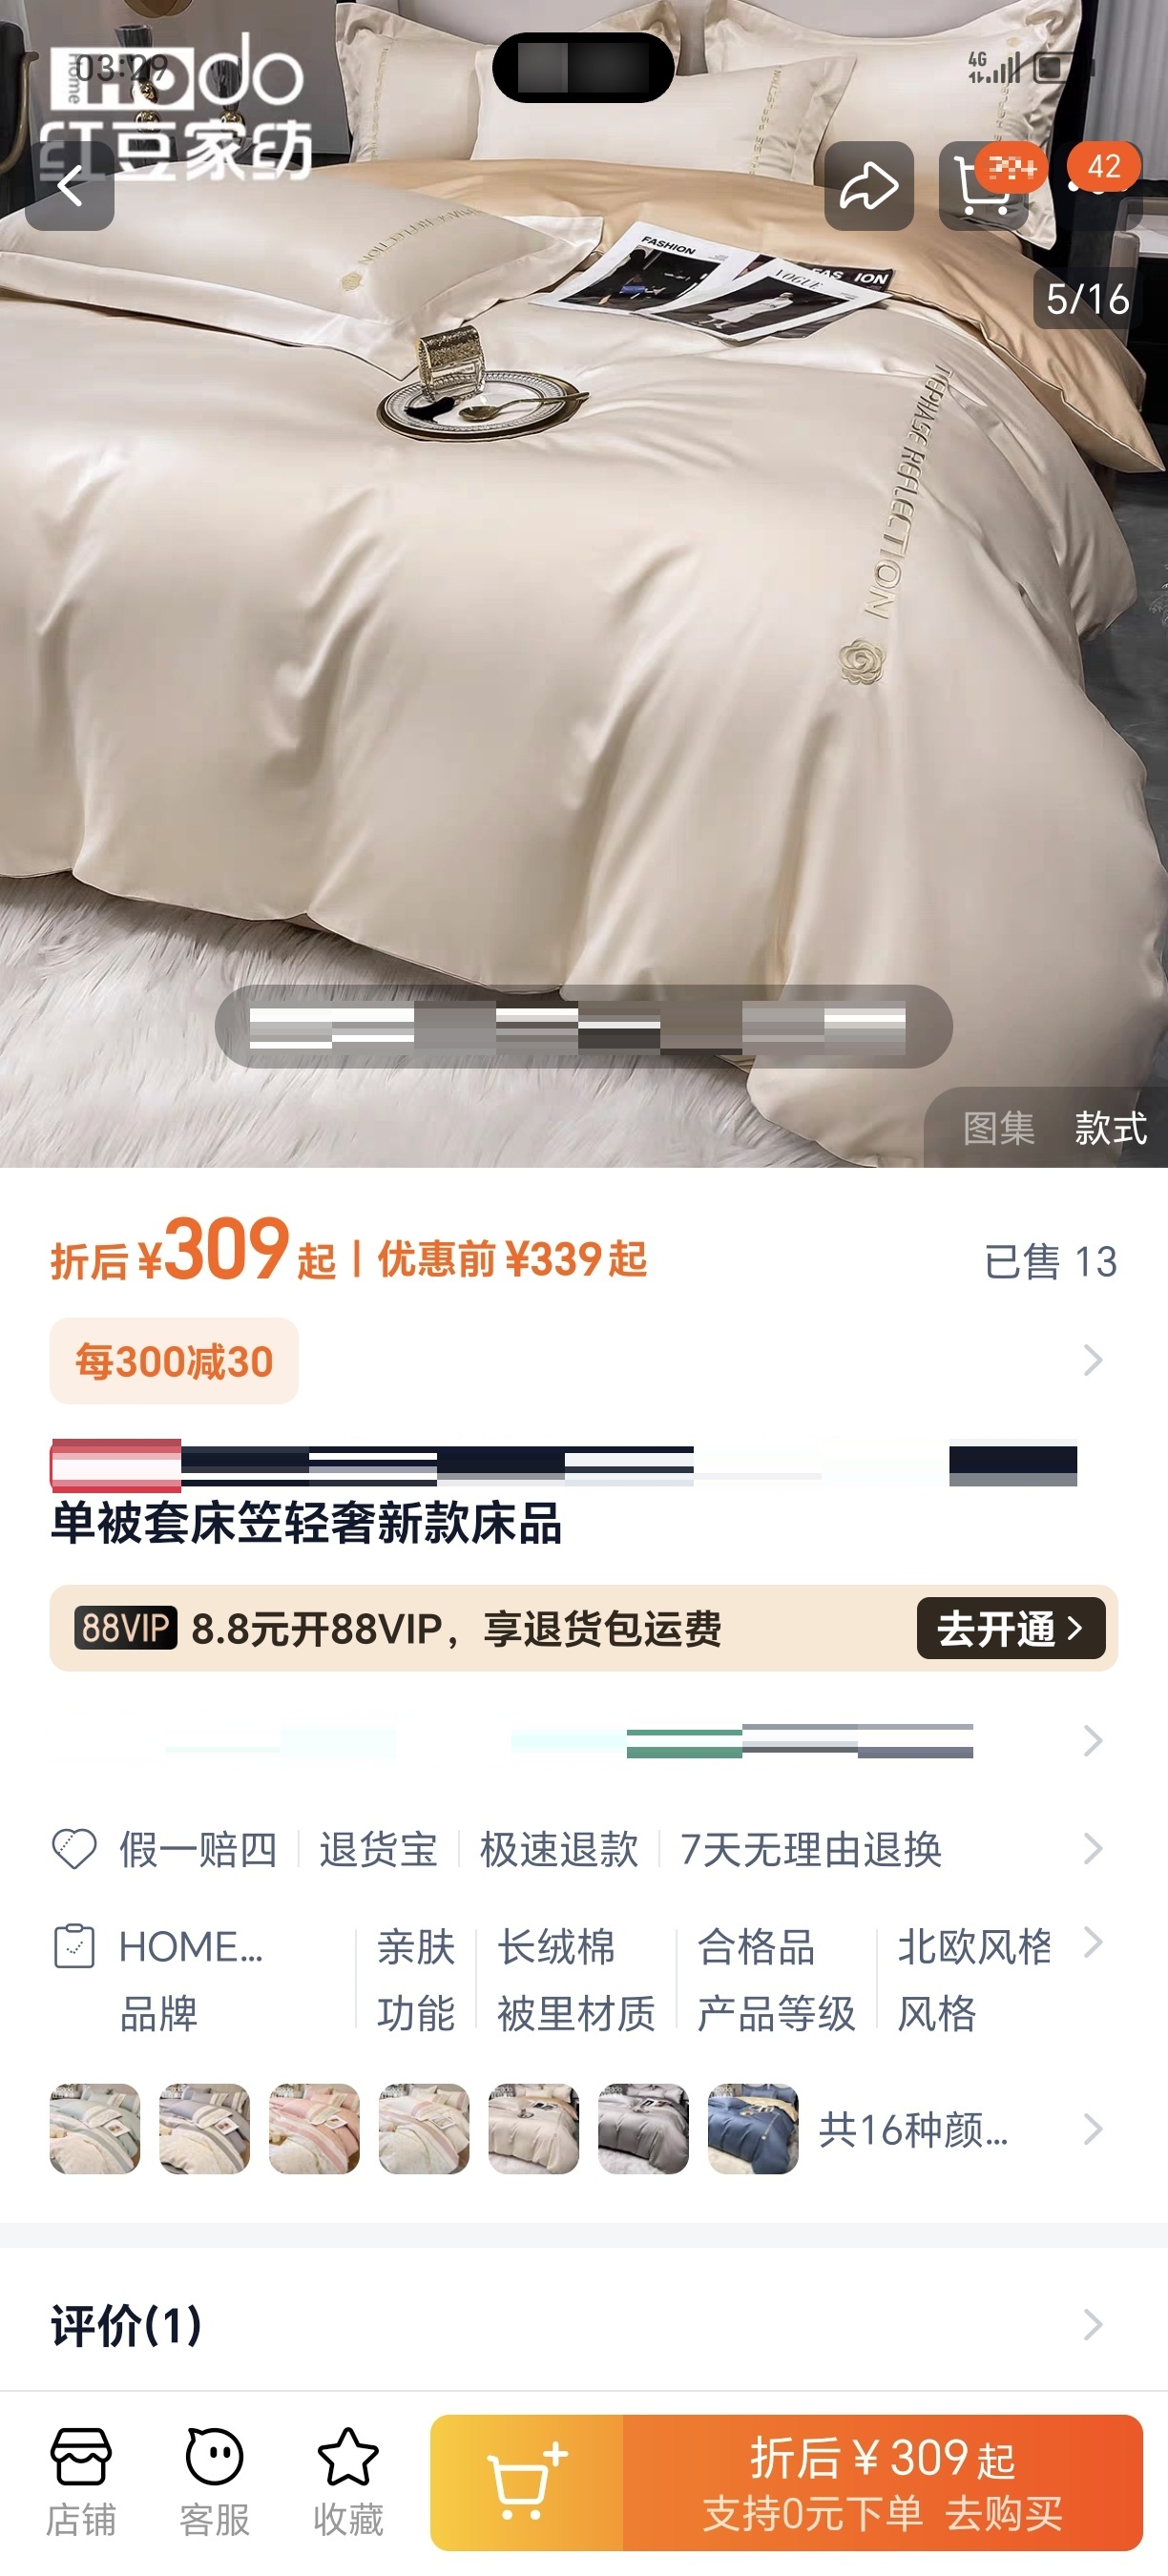 03:29
4G
Hodo
Home
红豆家纺
42
5/16
FASHION
VOGUE
REFLECTION
图集 款式
折后 ¥309起 | 优惠前 ¥339起
已售 13
每300减30
单被套床笠轻奢新款床品
88VIP 8.8元开88VIP，享退货包运费 去开通
假一赔四 退货宝 极速退款 7天无理由退换
HOME... 亲肤 长绒棉 合格品 北欧风格
品牌 功能 被里材质 产品等级 风格
共16种颜...
评价(1)
折后 ¥ 309 起
支持0元下单 去购买
店铺 客服 收藏